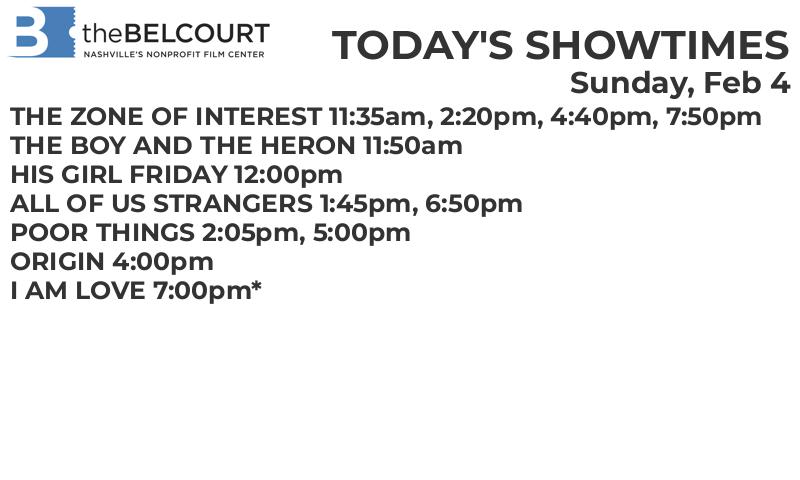 B theBELCOURT
NASHVILLE'S NONPROFIT FILM CENTER
TODAY'S SHOWTIMES
Sunday, Feb 4
THE ZONE OF INTEREST 11:35am, 2:20pm, 4:40pm, 7:50pm
THE BOY AND THE HERON 11:50am
HIS GIRL FRIDAY 12:00pm
ALL OF US STRANGERS 1:45pm, 6:50pm
POOR THINGS 2:05pm, 5:00pm
ORIGIN 4:00pm
I AM LOVE 7:00pm*